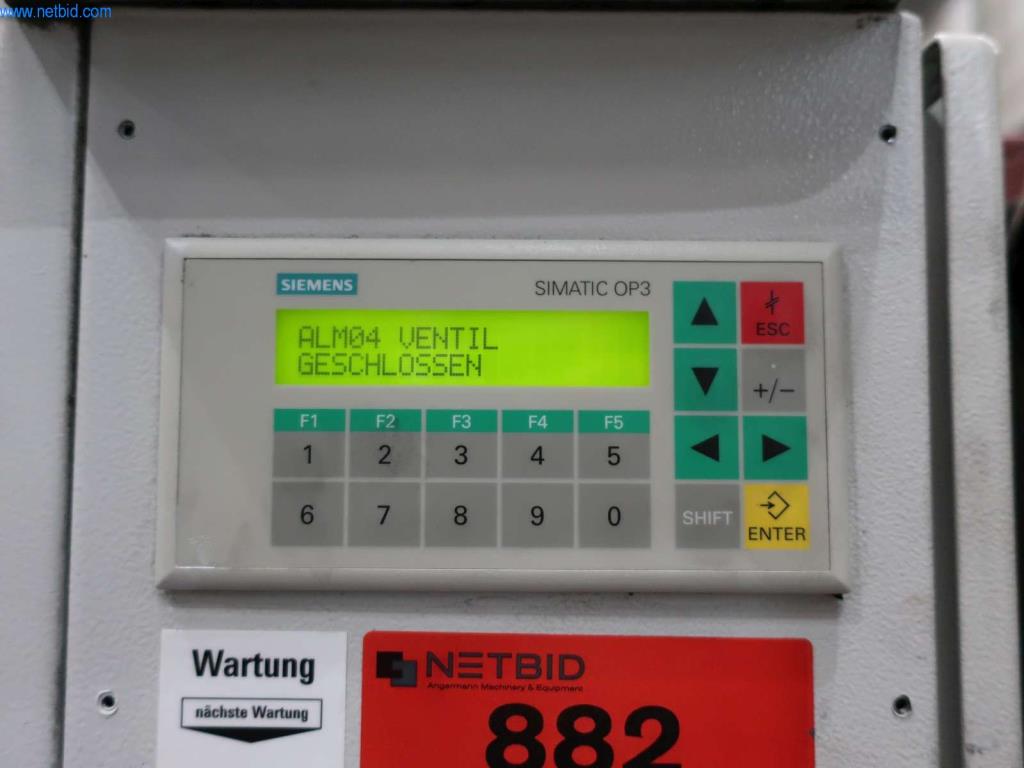 www.netbid.com
SIEMENS
SIMATIC OP3
ALM04 VENTIL
GESCHLOSSEN
ESC
+/−
F1 F2 F3 F4 F5
1 2 3 4 5
6 7 8 9 0
SHIFT
ENTER
Wartung
nächste Wartung
NETBID
Angermann Machinery & Equipment
882